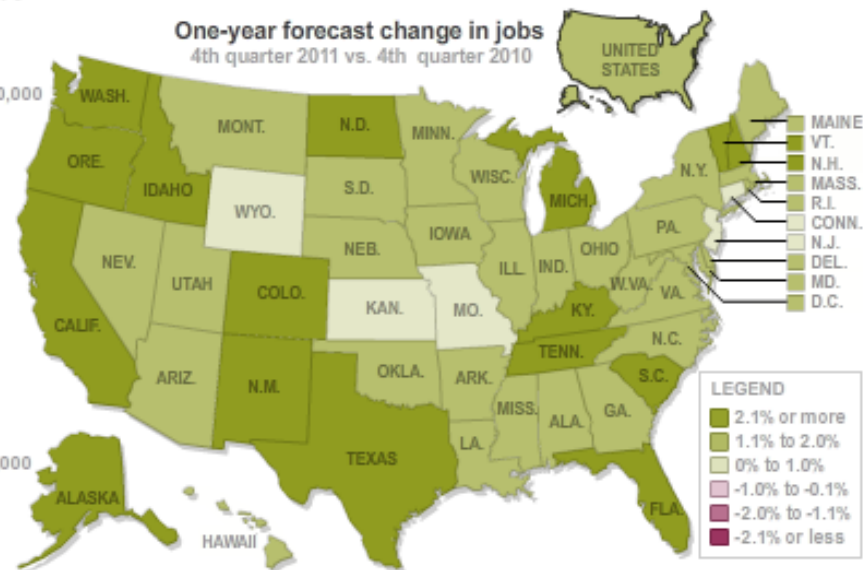 One-year forecast change in jobs
4th quarter 2011 vs. 4th quarter 2010
UNITED
STATES
0,000
WASH.
MONT.
N.D.
MINN.
MAINE
VT.
N.H.
MASS.
R.I.
CONN.
N.J.
DEL.
MD.
D.C.
ORE.
IDAHO
WYO.
S.D.
WISC.
MICH.
N.Y.
NEV.
UTAH
COLO.
NEB.
IOWA
ILL.
IND.
OHIO
PA.
W.VA.
VA.
CALIF.
KAN.
MO.
KY.
N.C.
TENN.
ARIZ.
N.M.
OKLA.
ARK.
S.C.
MISS.
ALA.
GA.
LA.
TEXAS
FLA.
000
ALASKA
HAWAII
LEGEND
2.1% or more
1.1% to 2.0%
0% to 1.0%
-1.0% to -0.1%
-2.0% to -1.1%
-2.1% or less